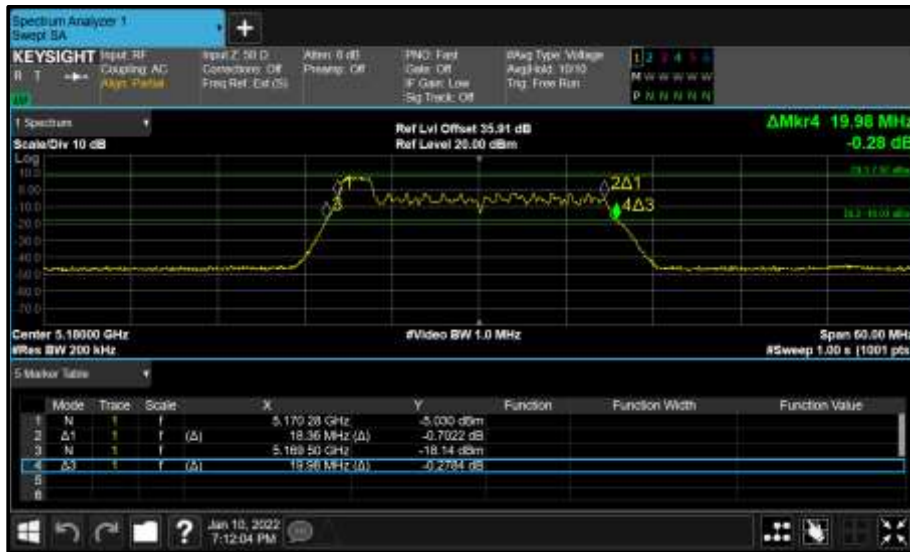 Spectrum Analyzer 1
Swept SA
KEYSIGHT Input: RF
R T Coupling: AC
Align: Partial
Input Z: 50 Ω
Corrections: Off
Freq Ref: Ext (S)
Atten: 6 dB
Preamp: Off
PNO: Fast
Gate: Off
IF Gain: Low
Sig Track: Off
#Avg Type: Voltage
Avg|Hold: 10/10
Trig: Free Run
1 2 3 4 5 6
M W W W W W
P N N N N N
1 Spectrum
Scale/Div 10 dB
Ref Lvl Offset 35.91 dB
Ref Level 20.00 dBm
ΔMkr4 19.98 MHz
-0.28 dB
Log
10.0
0.00
-10.0
-20.0
-30.0
-40.0
-50.0
-60.0
-70.0
1
3
2Δ1
4Δ3
Center 5.18000 GHz
#Res BW 200 kHz
#Video BW 1.0 MHz
Span 60.00 MHz
#Sweep 1.00 s (1001 pts
5 Marker Table
Mode Trace Scale X Y Function Function Width Function Value
1 N 1 f 5.170 28 GHz -5.030 dBm
2 Δ1 1 f (Δ) 18.36 MHz (Δ) -0.7022 dB
3 N 1 f 5.169 50 GHz -18.14 dBm
4 Δ3 1 f (Δ) 19.98 MHz (Δ) -0.2784 dB
5
6
Jan 10, 2022
7:12:04 PM